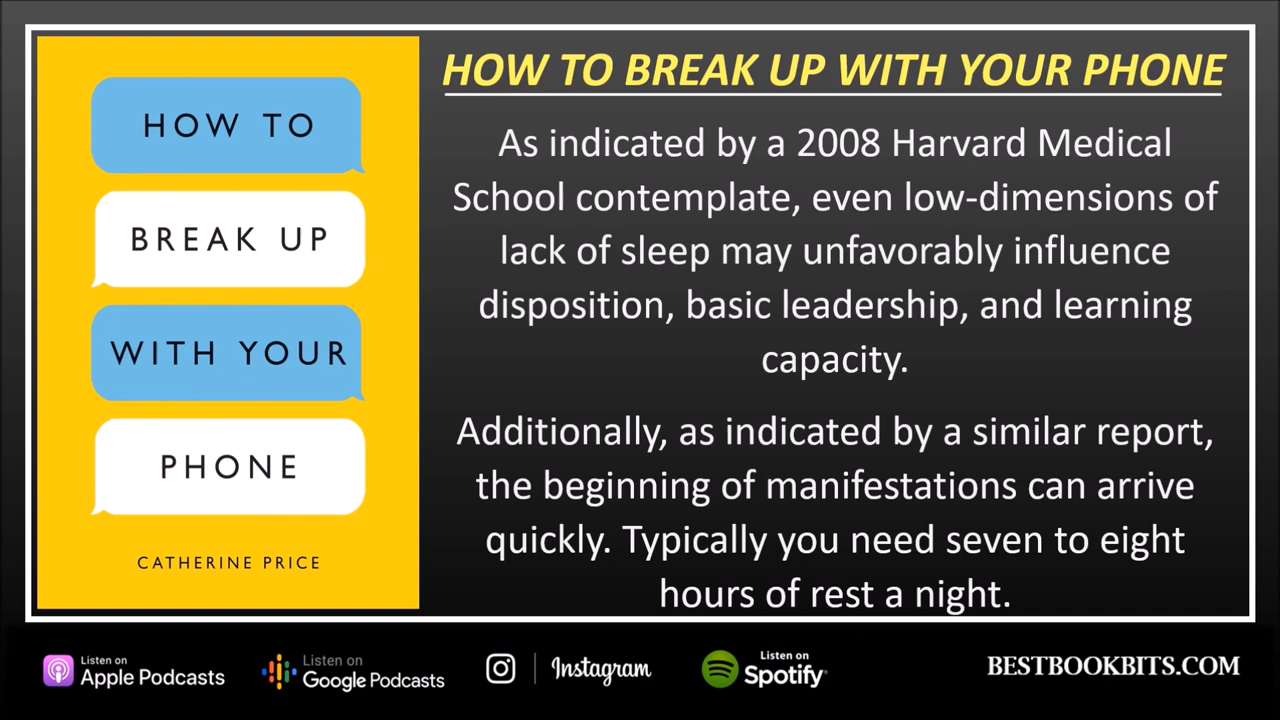 HOW TO
BREAK UP
WITH YOUR
PHONE
CATHERINE PRICE
HOW TO BREAK UP WITH YOUR PHONE
As indicated by a 2008 Harvard Medical
School contemplate, even low-dimensions of
lack of sleep may unfavorably influence
disposition, basic leadership, and learning
capacity.
Additionally, as indicated by a similar report,
the beginning of manifestations can arrive
quickly. Typically you need seven to eight
hours of rest a night.
Listen on
Apple Podcasts
Listen on
Google Podcasts
Instagram
Listen on
Spotify
BESTBOOKBITS.COM